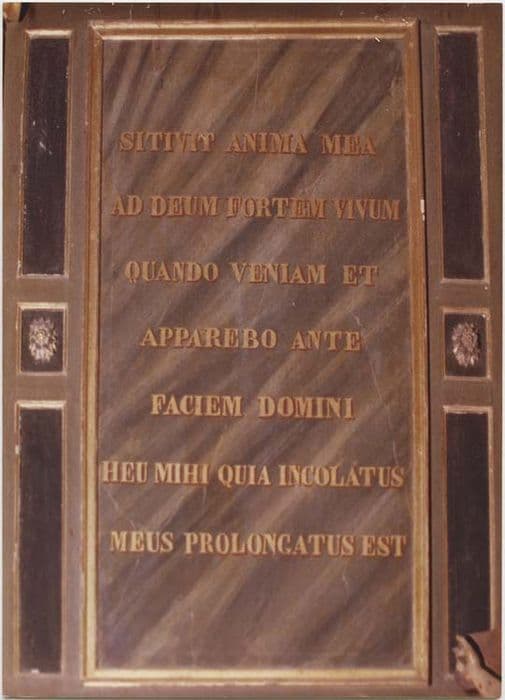 SITIVIT ANIMA MEA
AD DEUM FORTEM VIVUM
QUANDO VENIAM ET
APPAREBO ANTE
FACIEM DOMINI
HEU MIHI QUIA INCOLATUS
MEUS PROLONGATUS EST